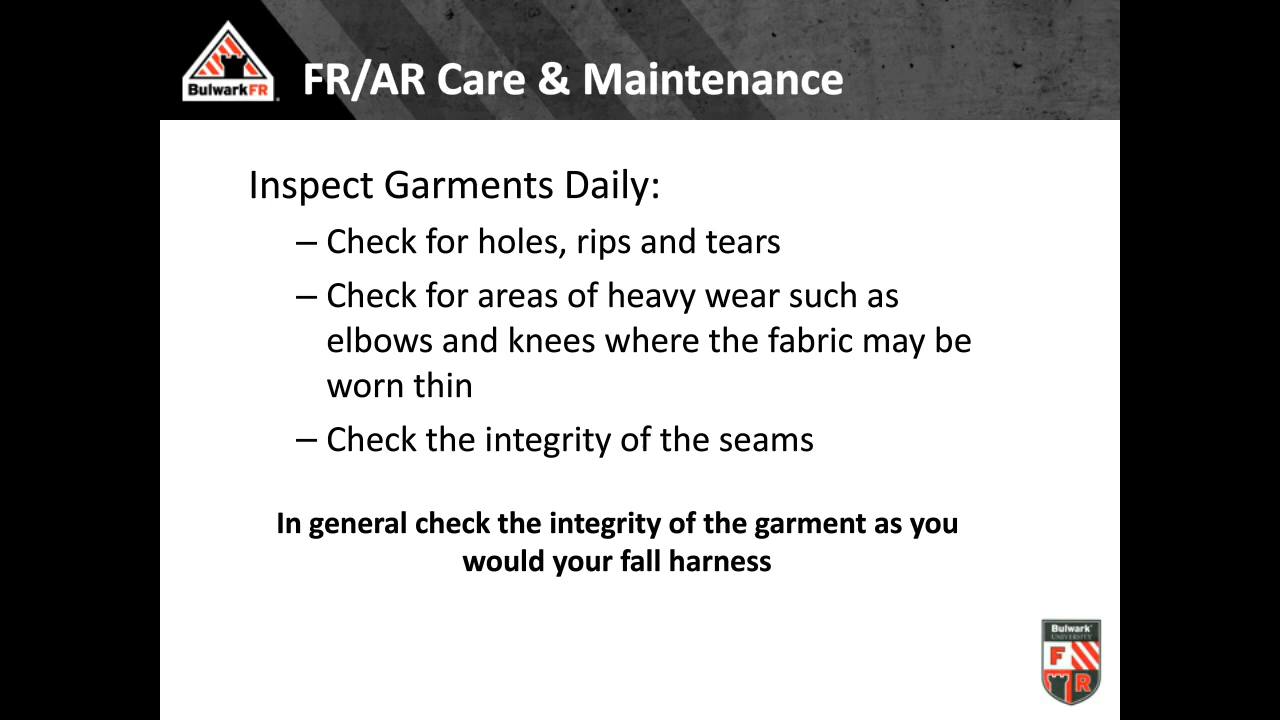 BulwarkFR
FR/AR Care & Maintenance
Inspect Garments Daily:
– Check for holes, rips and tears
– Check for areas of heavy wear such as
elbows and knees where the fabric may be
worn thin
– Check the integrity of the seams
In general check the integrity of the garment as you
would your fall harness
Bulwark
UNIVERSITY
F
R